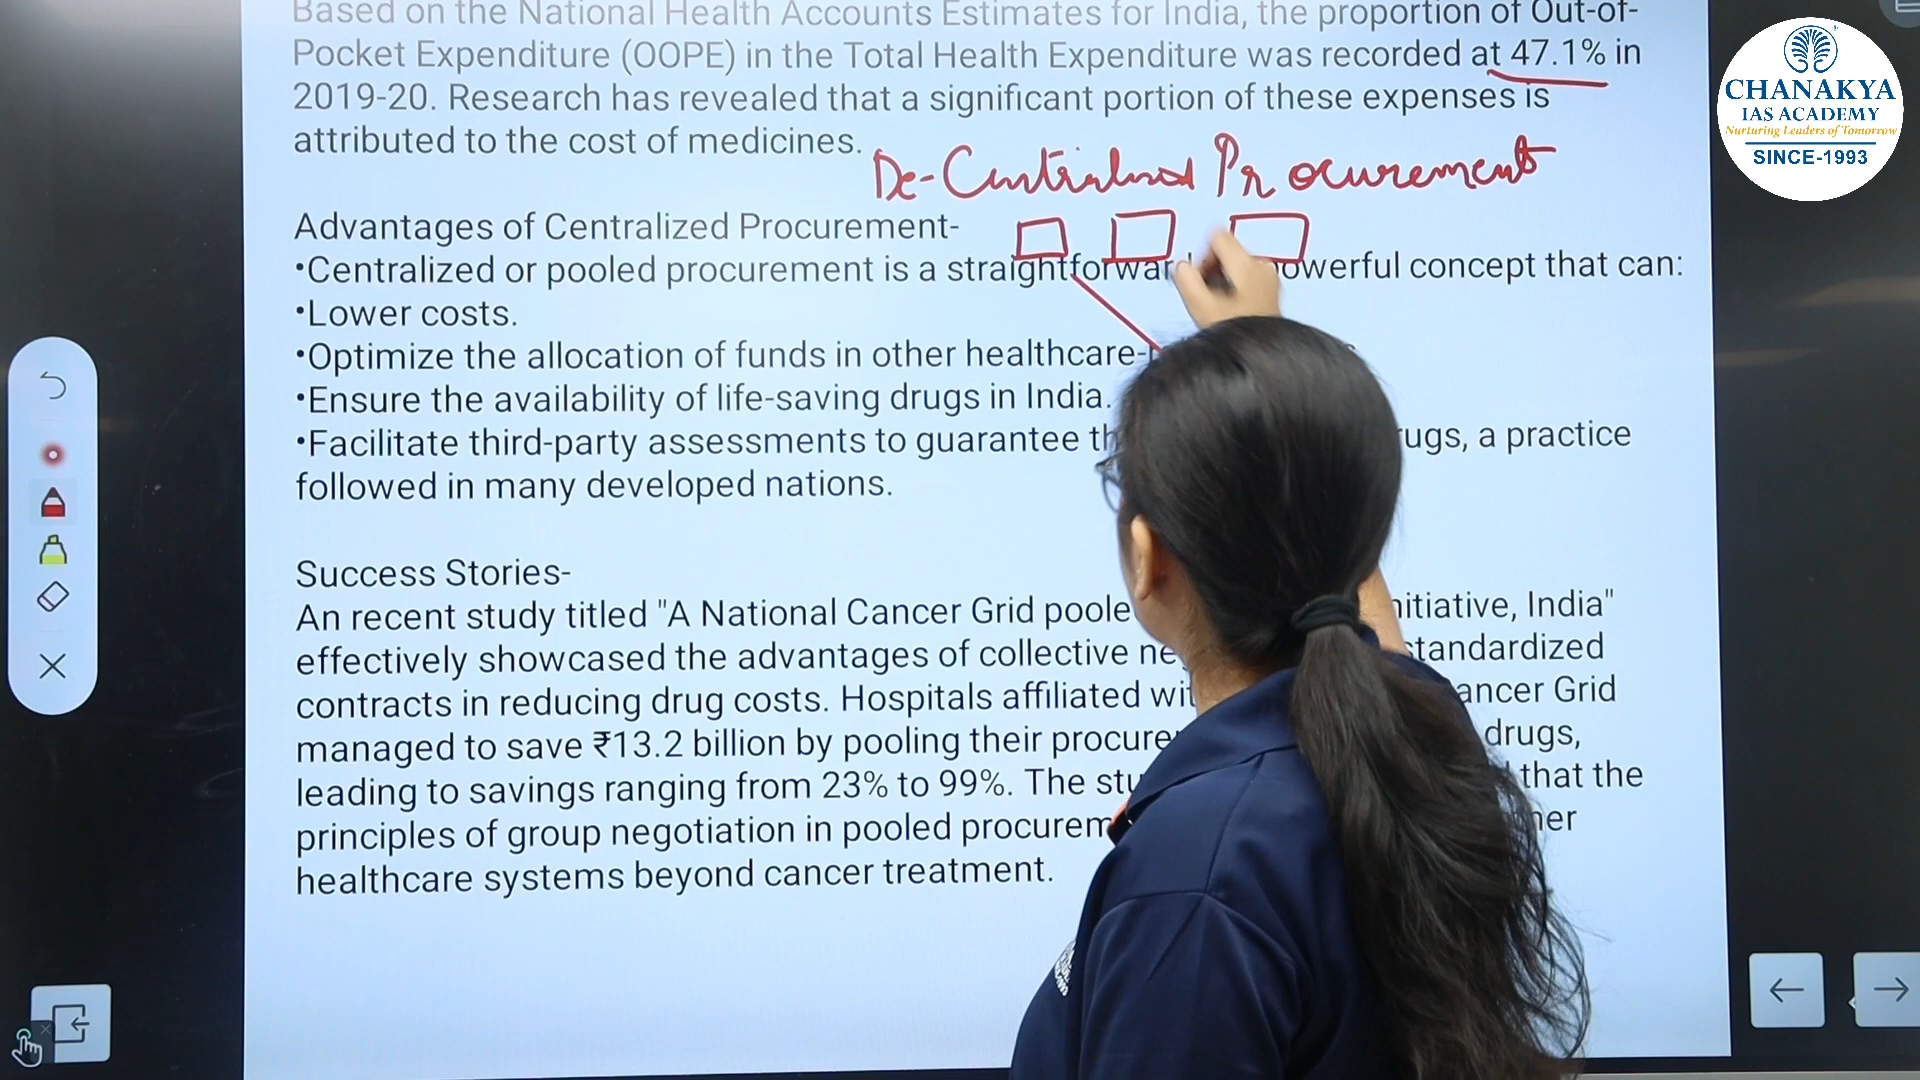 Based on the National Health Accounts Estimates for India, the proportion of Out-of-
Pocket Expenditure (OOPE) in the Total Health Expenditure was recorded at 47.1% in
2019-20. Research has revealed that a significant portion of these expenses is
attributed to the cost of medicines.
De-Centralized Procurement
Advantages of Centralized Procurement-
•Centralized or pooled procurement is a straightforward powerful concept that can:
•Lower costs.
•Optimize the allocation of funds in other healthcare-
•Ensure the availability of life-saving drugs in India.
•Facilitate third-party assessments to guarantee rugs, a practice
followed in many developed nations.
Success Stories-
An recent study titled "A National Cancer Grid poole nitiative, India"
effectively showcased the advantages of collective ne standardized
contracts in reducing drug costs. Hospitals affiliated wit ancer Grid
managed to save ₹13.2 billion by pooling their procure drugs,
leading to savings ranging from 23% to 99%. The stu that the
principles of group negotiation in pooled procurem her
healthcare systems beyond cancer treatment.
CHANAKYA
IAS ACADEMY
Nurturing Leaders of Tomorrow
SINCE-1993